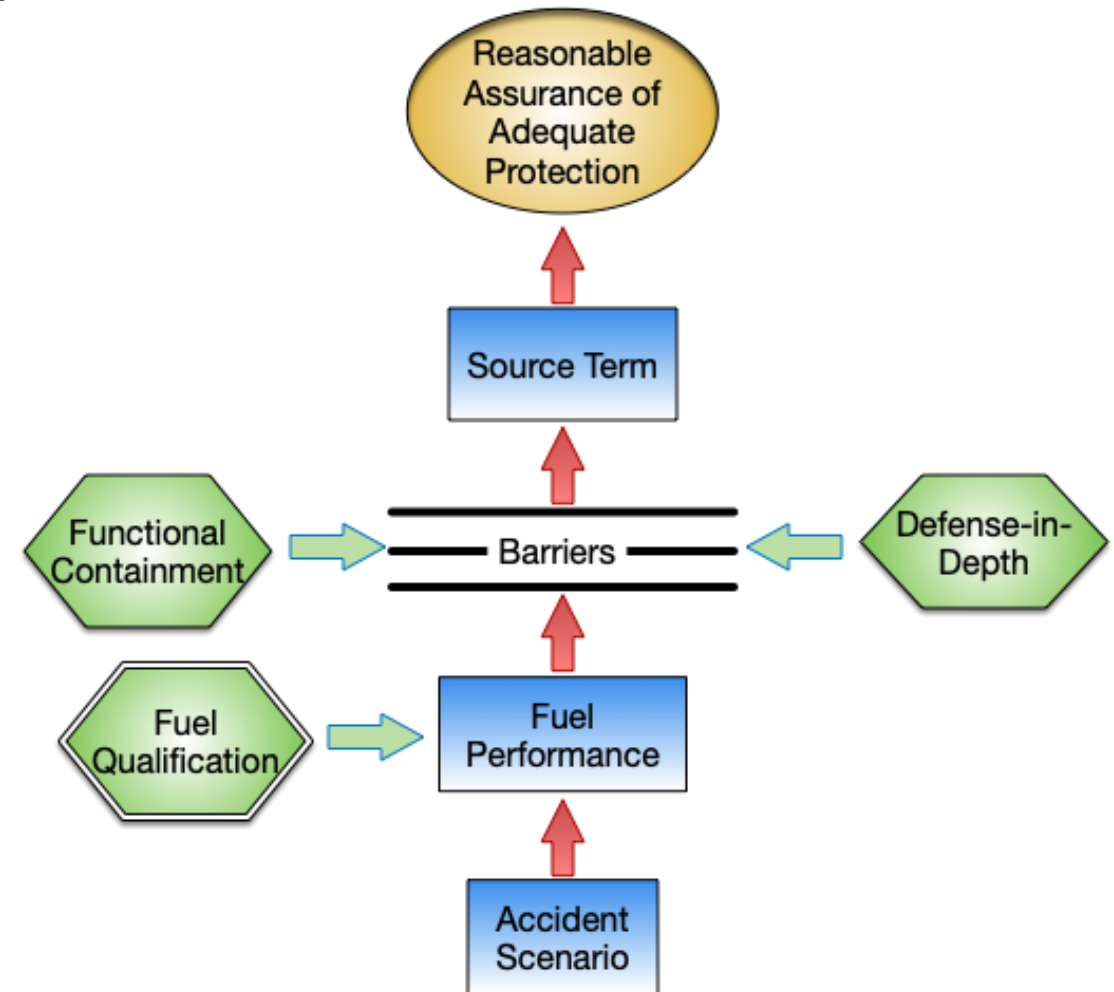 Reasonable
Assurance of
Adequate
Protection
Source Term
Functional
Containment
Barriers
Defense-in-
Depth
Fuel
Qualification
Fuel
Performance
Accident
Scenario